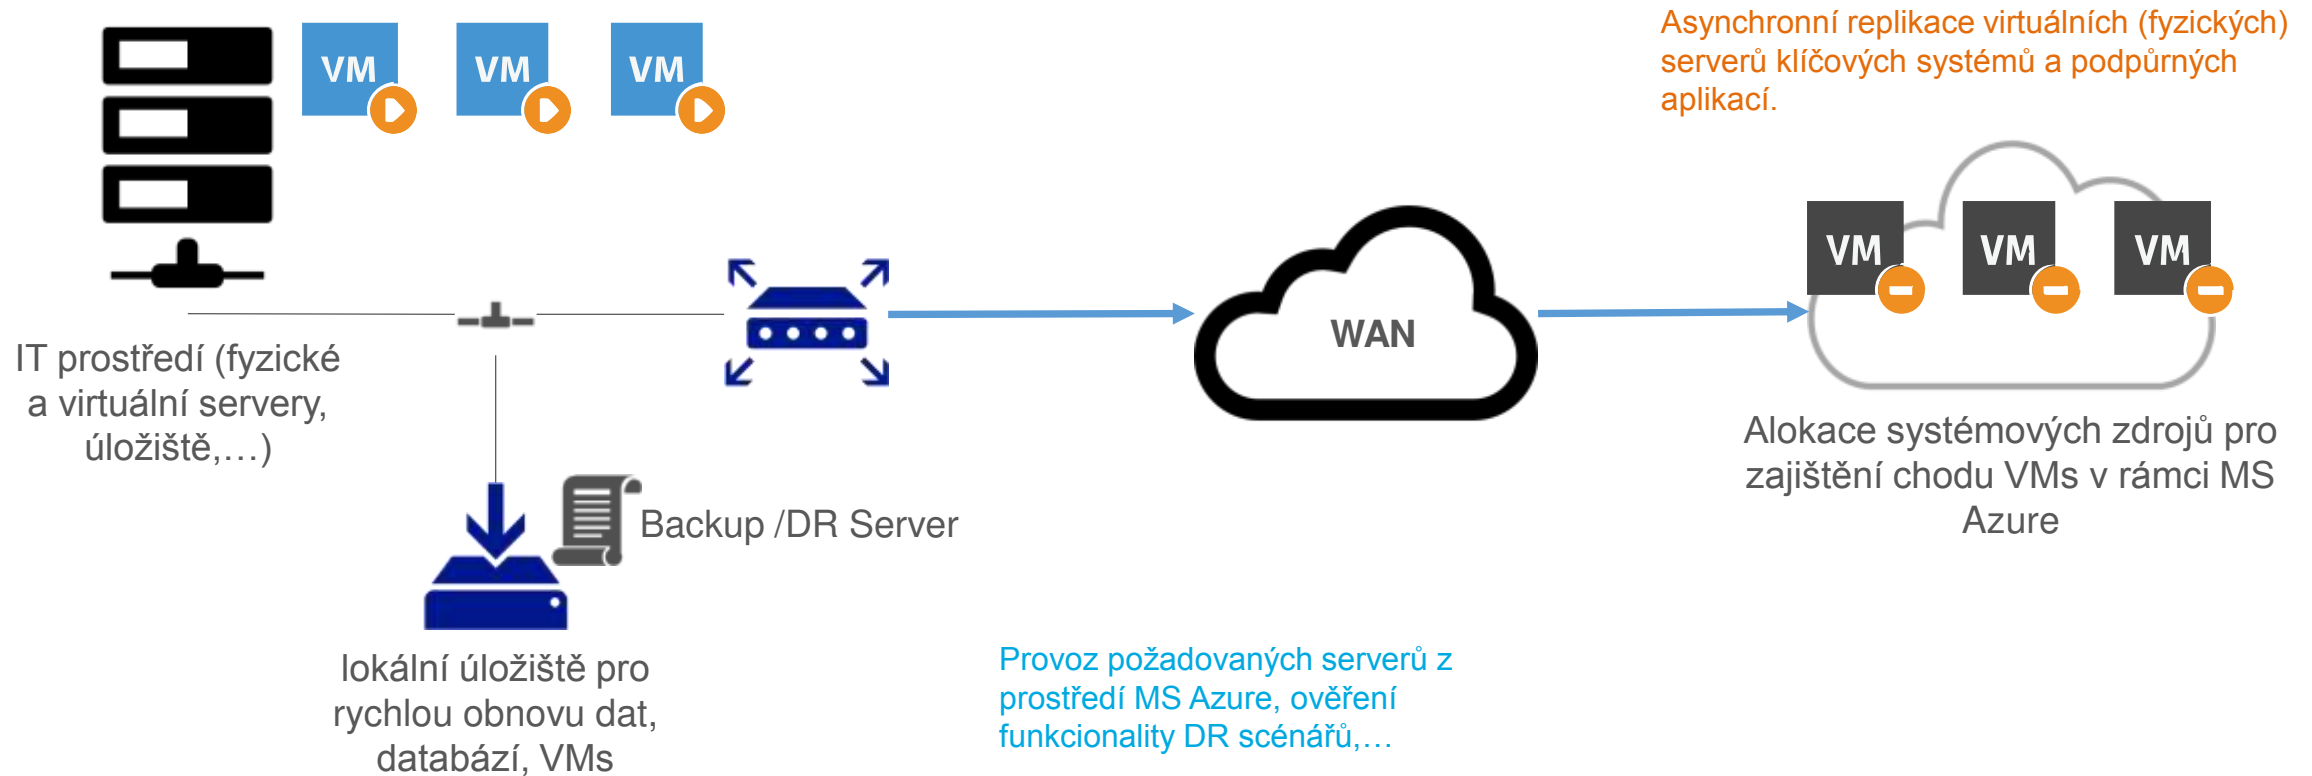 VM
VM
VM
Asynchronní replikace virtuálních (fyzických)
serverů klíčových systémů a podpůrných
aplikací.
VM
VM
VM
WAN
IT prostředí (fyzické
a virtuální servery,
úložiště,…)
Alokace systémových zdrojů pro
zajištění chodu VMs v rámci MS
Azure
Backup /DR Server
lokální úložiště pro
rychlou obnovu dat,
databází, VMs
Provoz požadovaných serverů z
prostředí MS Azure, ověření
funkcionality DR scénářů,…